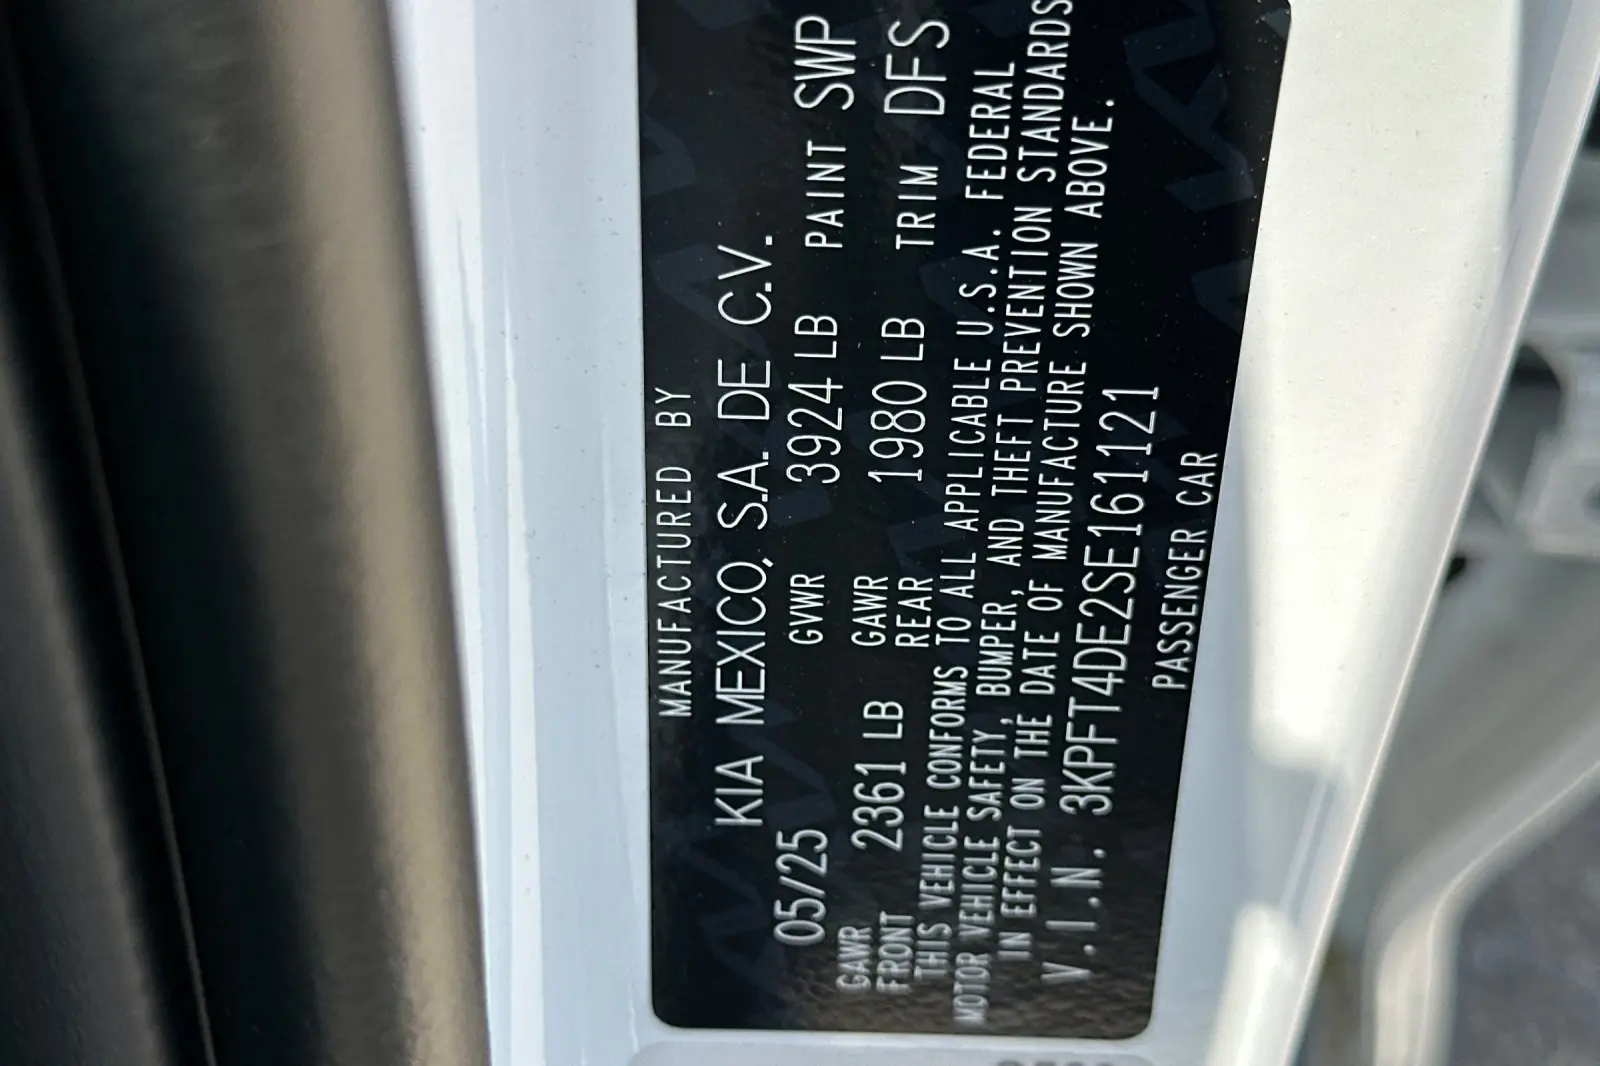 MANUFACTURED BY
KIA MEXICO, S.A. DE C.V.
05/25 GVWR 3924 LB PAINT SWP
GAWR FRONT 2361 LB GAWR REAR 1980 LB TRIM DFS
THIS VEHICLE CONFORMS TO ALL APPLICABLE U.S.A. FEDERAL
MOTOR VEHICLE SAFETY, BUMPER, AND THEFT PREVENTION STANDARDS
IN EFFECT ON THE DATE OF MANUFACTURE SHOWN ABOVE.
V.I.N. 3KPFT4DE2SE161121
PASSENGER CAR